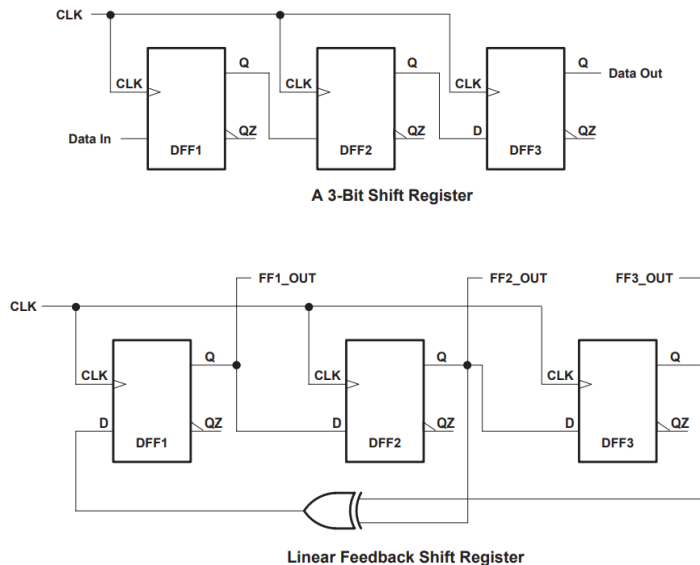 CLK
Q Q Q
CLK CLK CLK Data Out
Data In QZ QZ D QZ
DFF1 DFF2 DFF3
A 3-Bit Shift Register
FF1_OUT FF2_OUT FF3_OUT
CLK
Q Q Q
CLK CLK CLK
D QZ D QZ D QZ
DFF1 DFF2 DFF3
Linear Feedback Shift Register